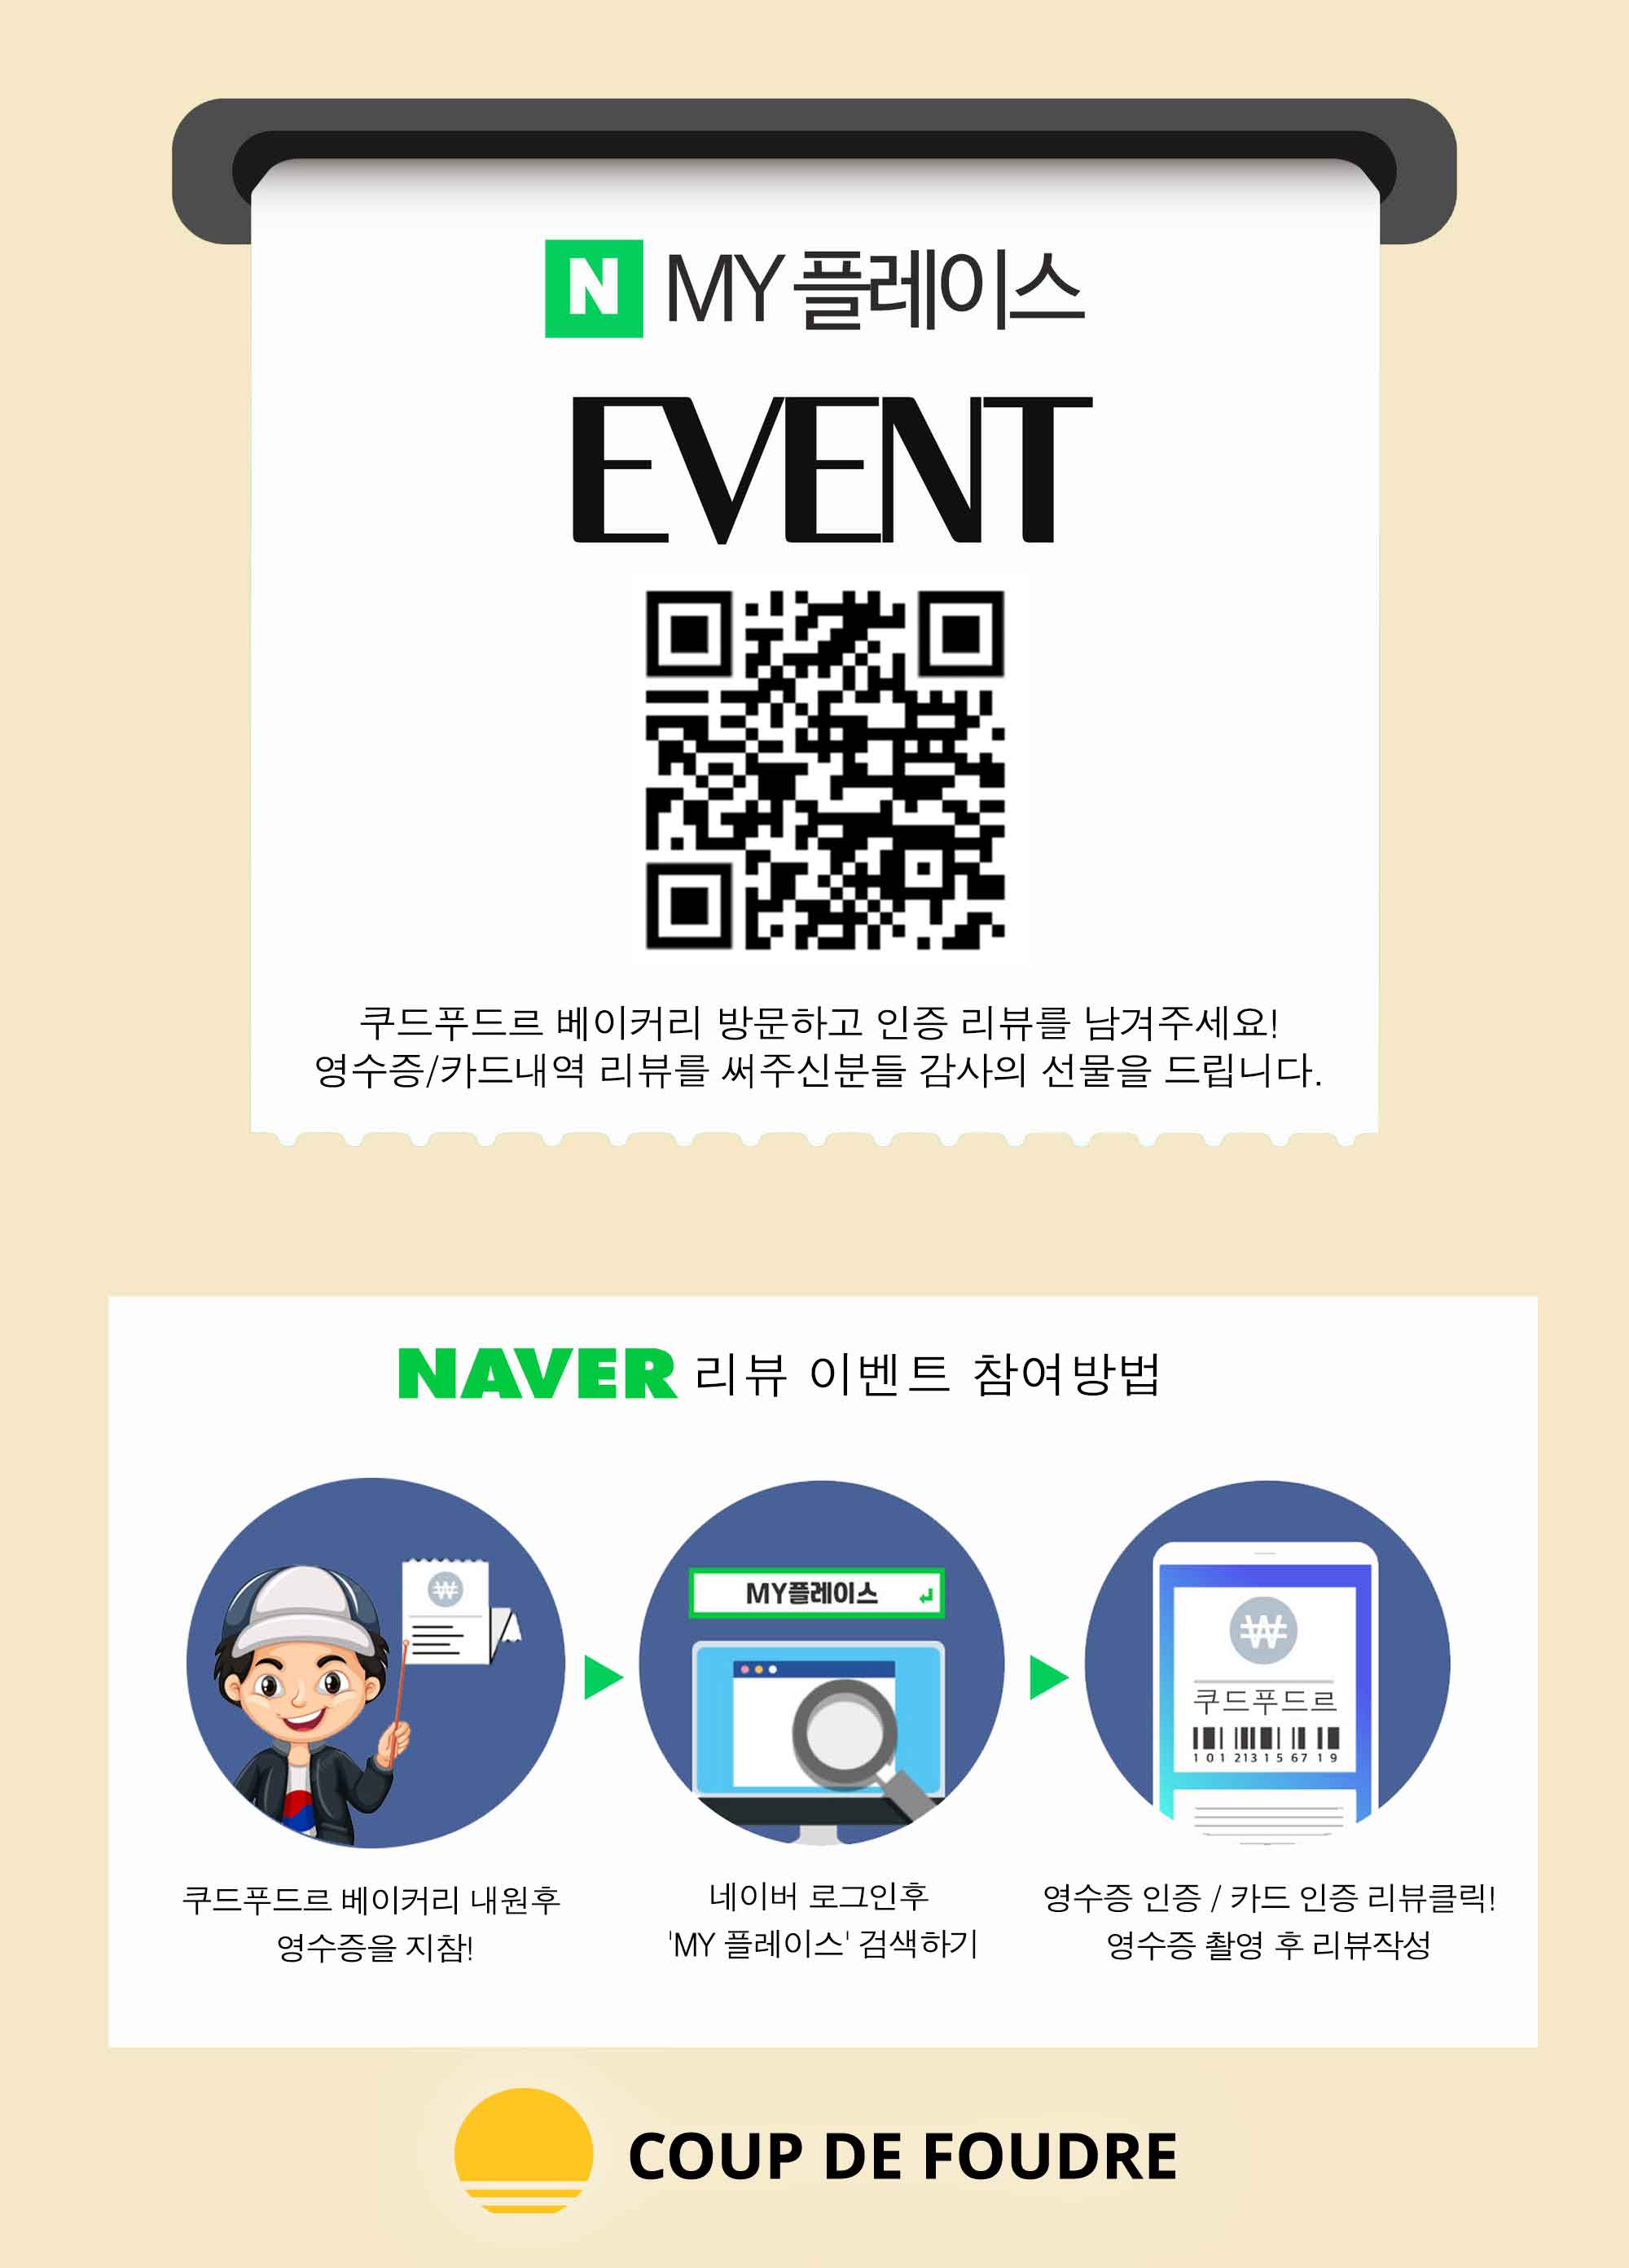 N MY플레이스
EVENT
쿠드푸드르 베이커리 방문하고 인증 리뷰를 남겨주세요!
영수증/카드내역 리뷰를 써주신분들 감사의 선물을 드립니다.
NAVER 리뷰 이벤트 참여방법
₩
MY플레이스
₩
쿠드푸드르
1 0 1 213 1 5 67 1 9
쿠드푸드르 베이커리 내원후
영수증을 지참!
네이버 로그인후
'MY 플레이스' 검색하기
영수증 인증 / 카드 인증 리뷰클릭!
영수증 촬영 후 리뷰작성
COUP DE FOUDRE